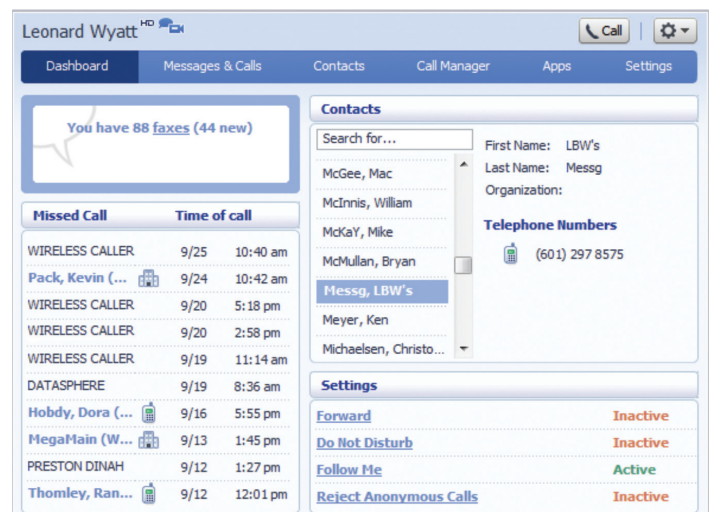 Leonard Wyatt HD
Call
Dashboard Messages & Calls Contacts Call Manager Apps Settings
You have 88 faxes (44 new)
Missed Call Time of call
WIRELESS CALLER 9/25 10:40 am
Pack, Kevin (... 9/24 10:42 am
WIRELESS CALLER 9/20 5:18 pm
WIRELESS CALLER 9/20 2:58 pm
WIRELESS CALLER 9/19 11:14 am
DATASPHERE 9/19 8:36 am
Hobdy, Dora (... 9/16 5:55 pm
MegaMain (W... 9/13 1:45 pm
PRESTON DINAH 9/12 1:27 pm
Thomley, Ran... 9/12 12:01 pm
Contacts
Search for...
McGee, Mac
McInnis, William
McKaY, Mike
McMullan, Bryan
Messg, LBW's
Meyer, Ken
Michaelsen, Christo...
First Name: LBW's
Last Name: Messg
Organization:
Telephone Numbers
(601) 297 8575
Settings
Forward Inactive
Do Not Disturb Inactive
Follow Me Active
Reject Anonymous Calls Inactive